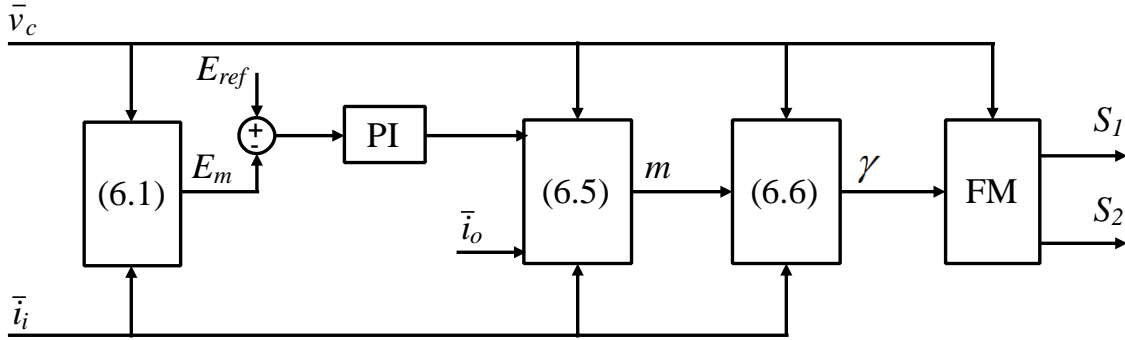 v̄c
Eref
+
-
PI
Em
(6.1)
(6.5)
m
(6.6)
γ
FM
S1
S2
īo
īi